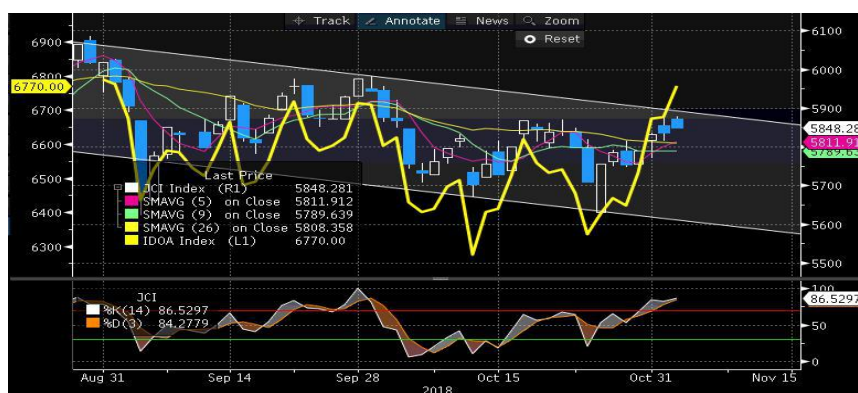 Track Annotate News Zoom
Reset
6900
6800
6770.00
6700
6600
6500
6400
6300
6100
6000
5900
5848.28
5811.91
5789.63
5700
5600
5500
Last Price
JCI Index (R1) 5848.281
SMAVG (5) on Close 5811.912
SMAVG (9) on Close 5789.639
SMAVG (26) on Close 5808.358
IDOA Index (L1) 6770.00
JCI
%K(14) 86.5297
%D(3) 84.2779
100
86.5297
50
0
Aug 31 Sep 14 Sep 28 Oct 15 Oct 31 Nov 15
2018